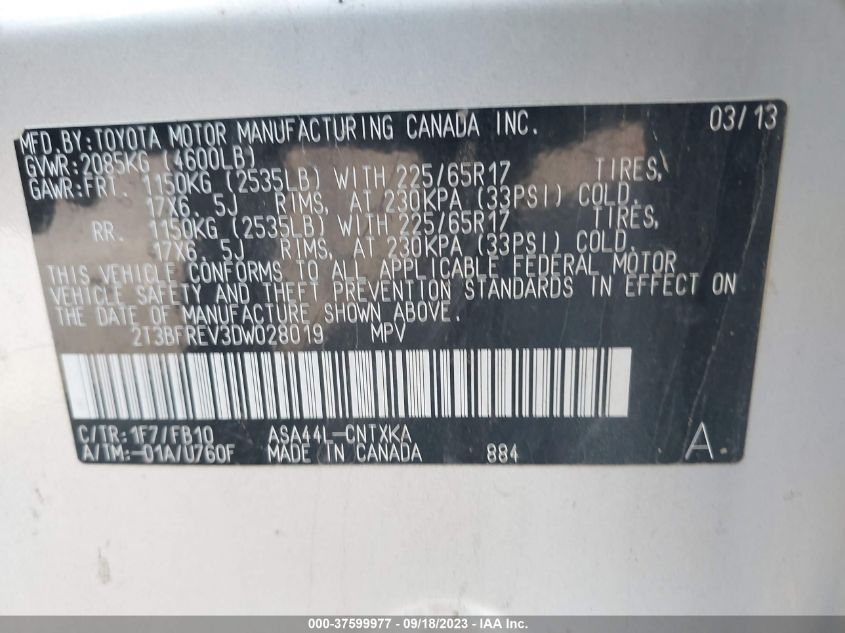 MFD.BY:TOYOTA MOTOR MANUFACTURING CANADA INC. 03/13
GVWR:2085KG (4600LB)
GAWR:FRT. 1150KG (2535LB) WITH 225/65R17 TIRES,
17X6.5J RIMS, AT 230KPA (33PSI) COLD.
RR. 1150KG (2535LB) WITH 225/65R17 TIRES,
17X6.5J RIMS, AT 230KPA (33PSI) COLD.
THIS VEHICLE CONFORMS TO ALL APPLICABLE FEDERAL MOTOR
VEHICLE SAFETY AND THEFT PREVENTION STANDARDS IN EFFECT ON
THE DATE OF MANUFACTURE SHOWN ABOVE.
2T3BFREV3DW028019 MPV
C/TR:1F7/FB10 ASA44L-CNTXKA
A/TM:-01A/U760F MADE IN CANADA 884 A
000-37599977 - 09/18/2023 - IAA Inc.